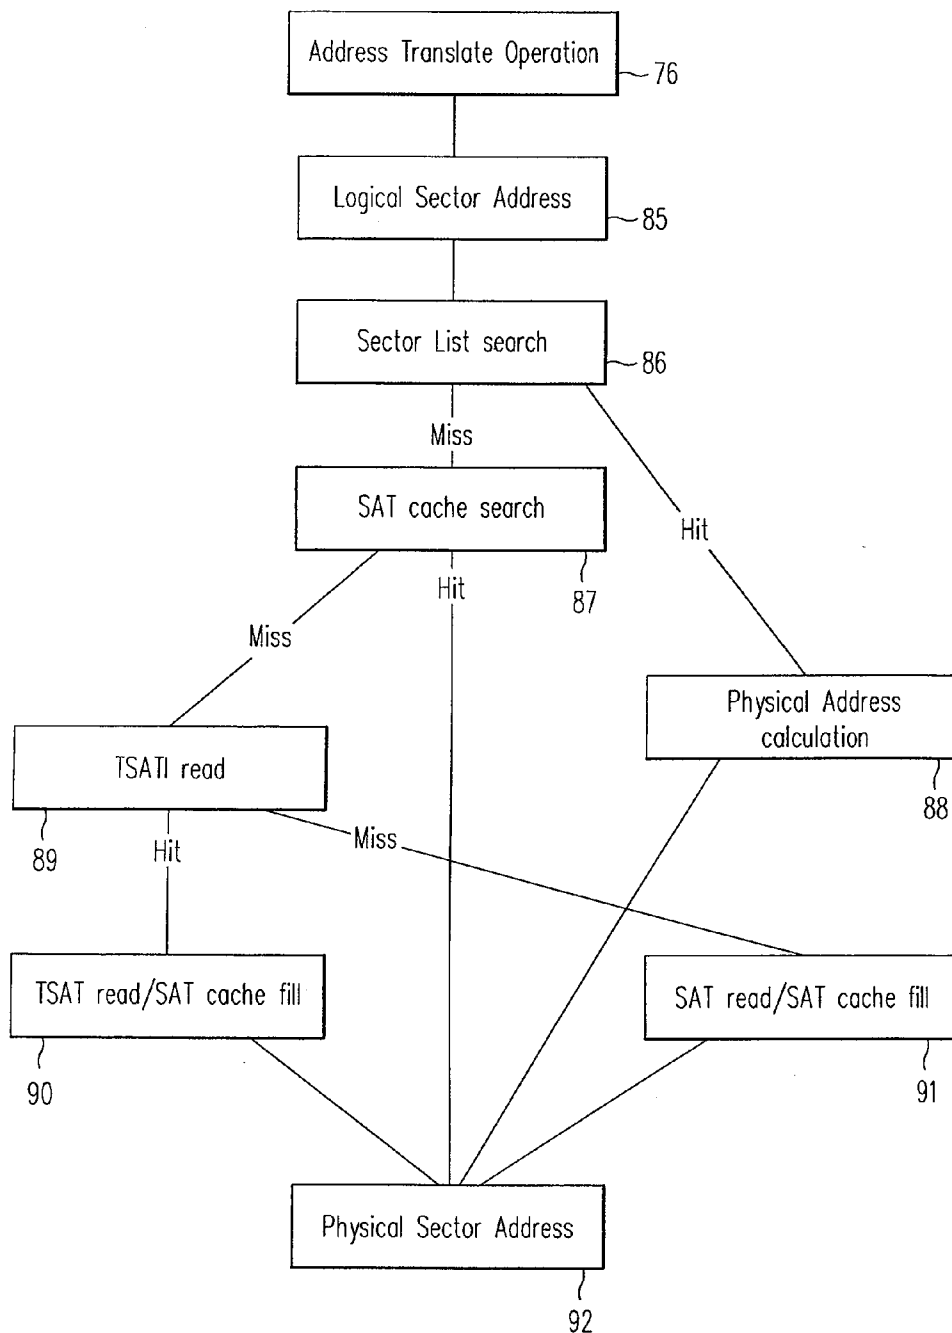 Address Translate Operation
76
Logical Sector Address
85
Sector List search
86
Miss
Hit
SAT cache search
87
Hit
Miss
Physical Address
calculation
88
TSATI read
89
Hit
Miss
TSAT read/SAT cache fill
90
SAT read/SAT cache fill
91
Physical Sector Address
92